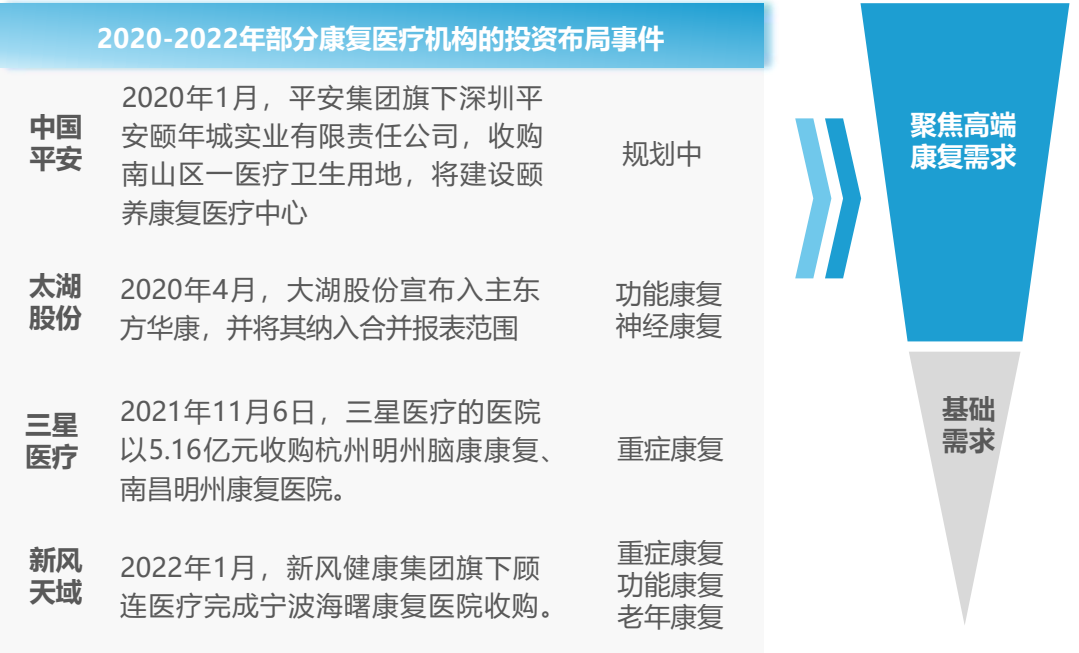 2020-2022年部分康复医疗机构的投资布局事件
中国
平安
2020年1月，平安集团旗下深圳平
安颐年城实业有限责任公司，收购
南山区一医疗卫生用地，将建设颐
养康复医疗中心
规划中
太湖
股份
2020年4月，大湖股份宣布入主东
方华康，并将其纳入合并报表范围
功能康复
神经康复
三星
医疗
2021年11月6日，三星医疗的医院
以5.16亿元收购杭州明州脑康康复、
南昌明州康复医院。
重症康复
新风
天域
2022年1月，新风健康集团旗下顾
连医疗完成宁波海曙康复医院收购。
重症康复
功能康复
老年康复
聚焦高端
康复需求
基础
需求